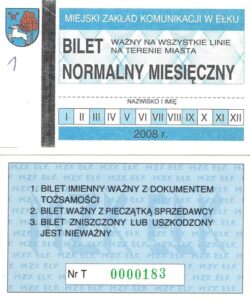 MIEJSKI ZAKŁAD KOMUNIKACJI W EŁKU
BILET WAŻNY NA WSZYSTKIE LINIE
NA TERENIE MIASTA
NORMALNY MIESIĘCZNY
1
NAZWISKO I IMIĘ
I II III IV V VI VII VIII IX X XI XII
2008 r.
1. BILET IMIENNY WAŻNY Z DOKUMENTEM
TOŻSAMOŚCI
2. BILET WAŻNY Z PIECZĄTKĄ SPRZEDAWCY
3. BILET ZNISZCZONY LUB USZKODZONY
JEST NIEWAŻNY
Nr T 0000183